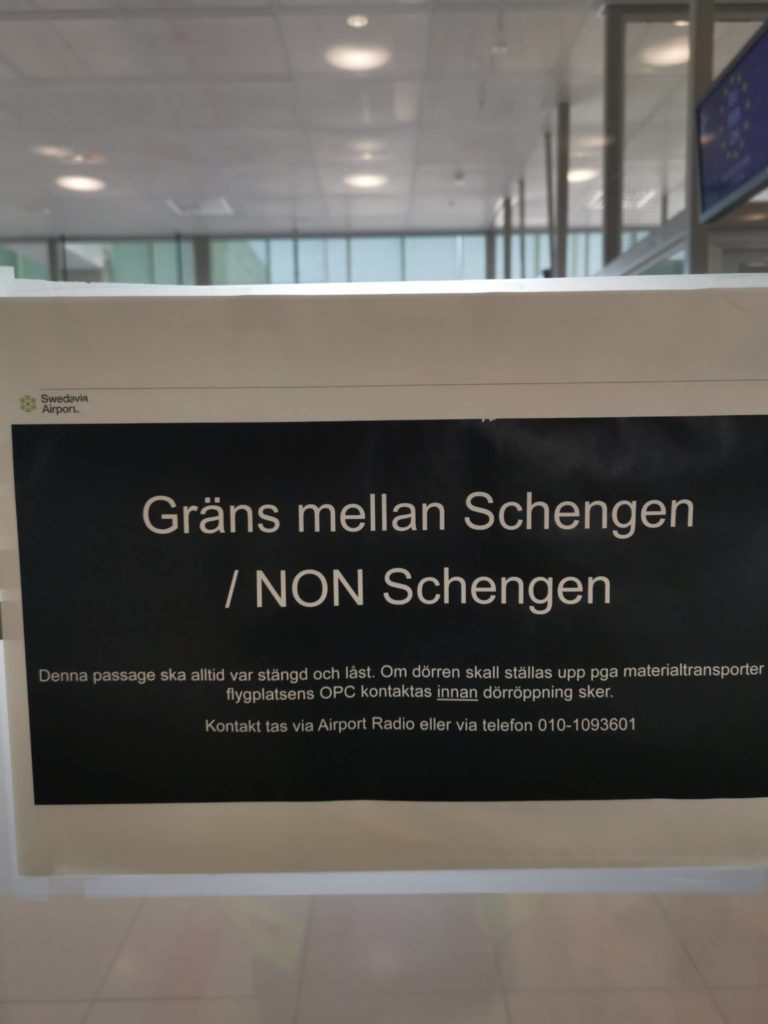 Swedavia
Airport
Gräns mellan Schengen
/ NON Schengen
Denna passage ska alltid var stängd och låst. Om dörren skall ställas upp pga materialtransporter
flygplatsens OPC kontaktas innan dörröppning sker.
Kontakt tas via Airport Radio eller via telefon 010-1093601